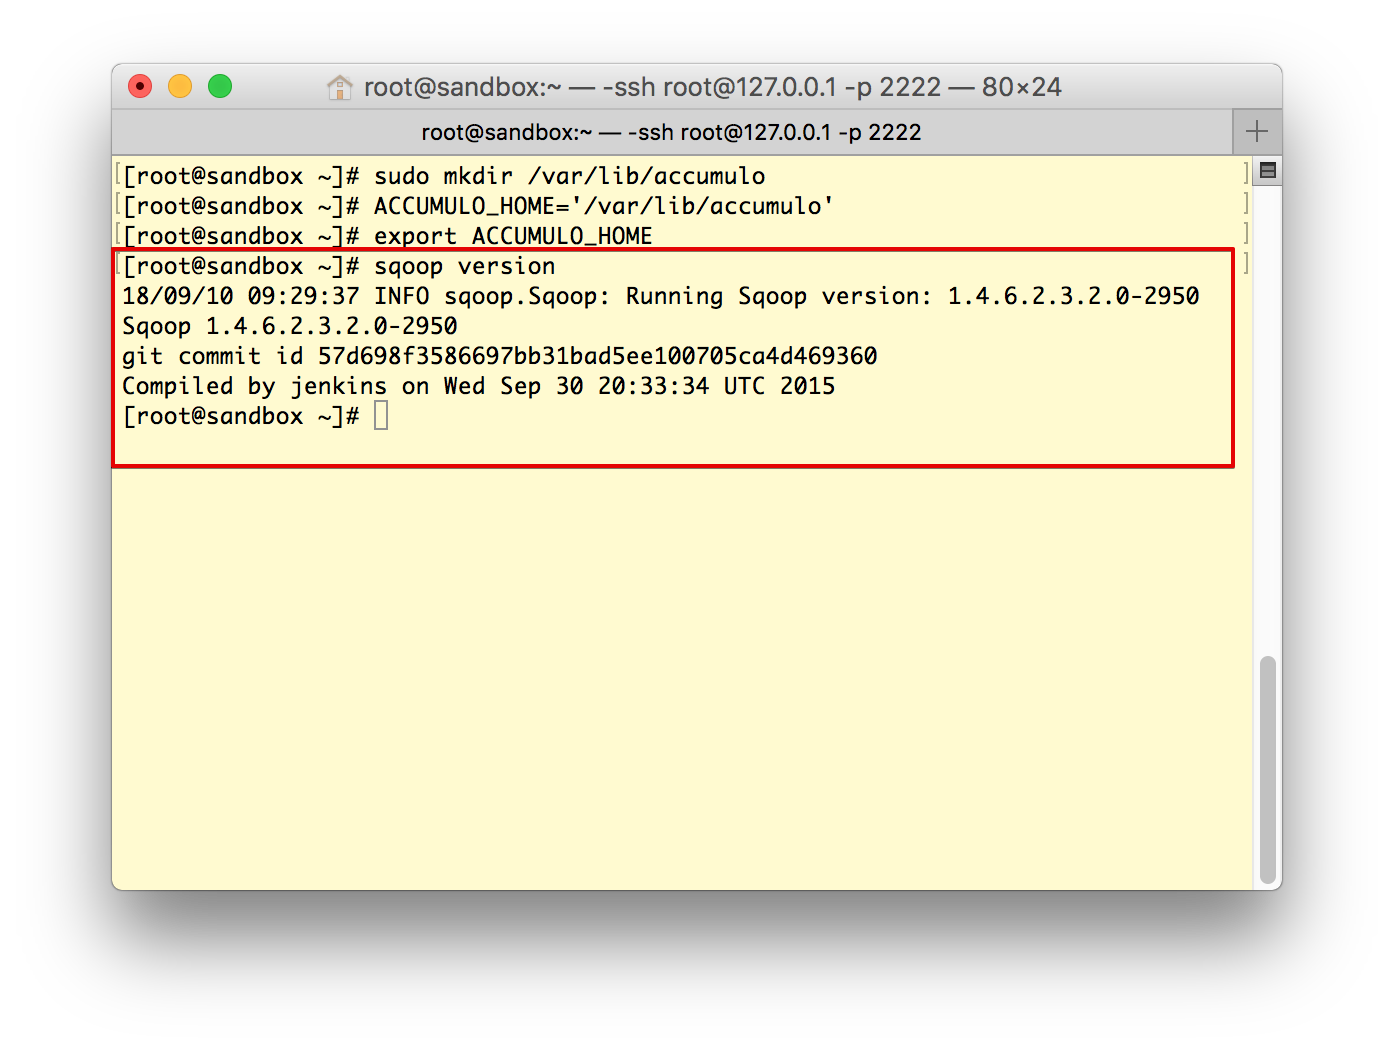 root@sandbox:~ — -ssh root@127.0.0.1 -p 2222 — 80×24
root@sandbox:~ — -ssh root@127.0.0.1 -p 2222
[root@sandbox ~]# sudo mkdir /var/lib/accumulo
[root@sandbox ~]# ACCUMULO_HOME='/var/lib/accumulo'
[root@sandbox ~]# export ACCUMULO_HOME
[root@sandbox ~]# sqoop version
18/09/10 09:29:37 INFO sqoop.Sqoop: Running Sqoop version: 1.4.6.2.3.2.0-2950
Sqoop 1.4.6.2.3.2.0-2950
git commit id 57d698f3586697bb31bad5ee100705ca4d469360
Compiled by jenkins on Wed Sep 30 20:33:34 UTC 2015
[root@sandbox ~]#